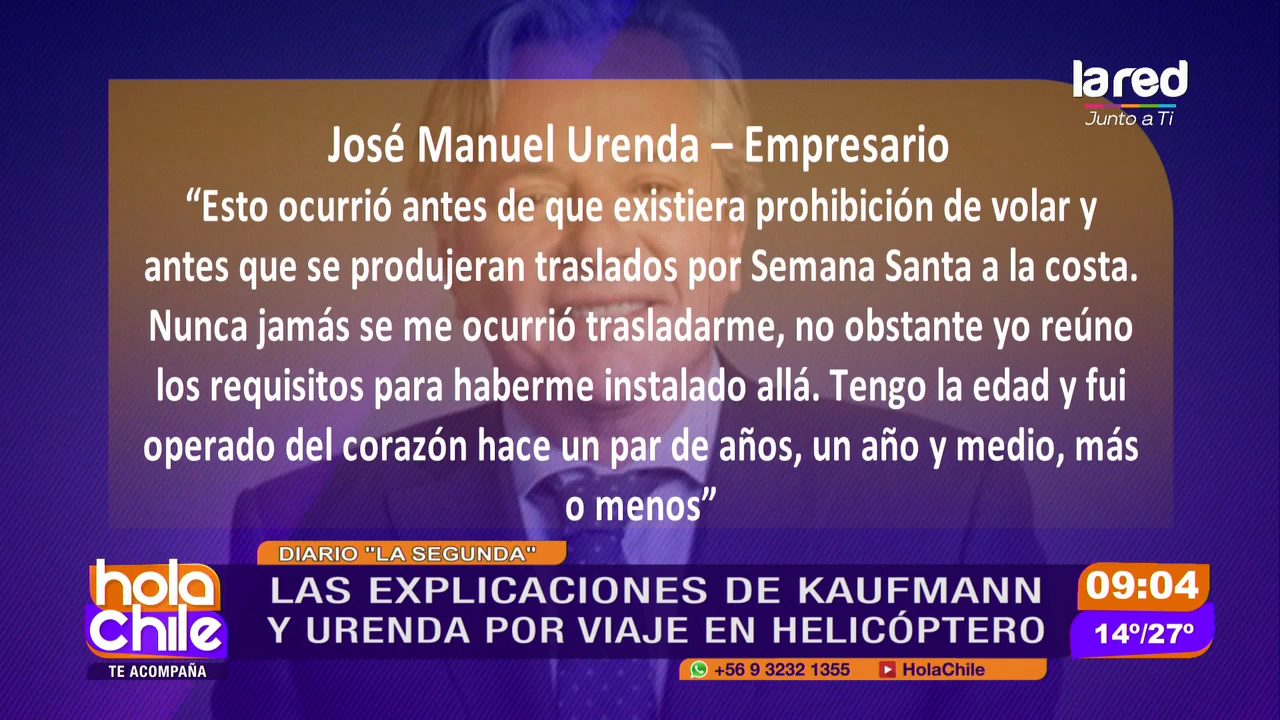 la red
Junto a Ti
José Manuel Urenda – Empresario
“Esto ocurrió antes de que existiera prohibición de volar y
antes que se produjeran traslados por Semana Santa a la costa.
Nunca jamás se me ocurrió trasladarme, no obstante yo reúno
los requisitos para haberme instalado allá. Tengo la edad y fui
operado del corazón hace un par de años, un año y medio, más
o menos”
DIARIO "LA SEGUNDA"
hola
chile
TE ACOMPAÑA
LAS EXPLICACIONES DE KAUFMANN
Y URENDA POR VIAJE EN HELICÓPTERO
09:04
14º/27º
+56 9 3232 1355 HolaChile